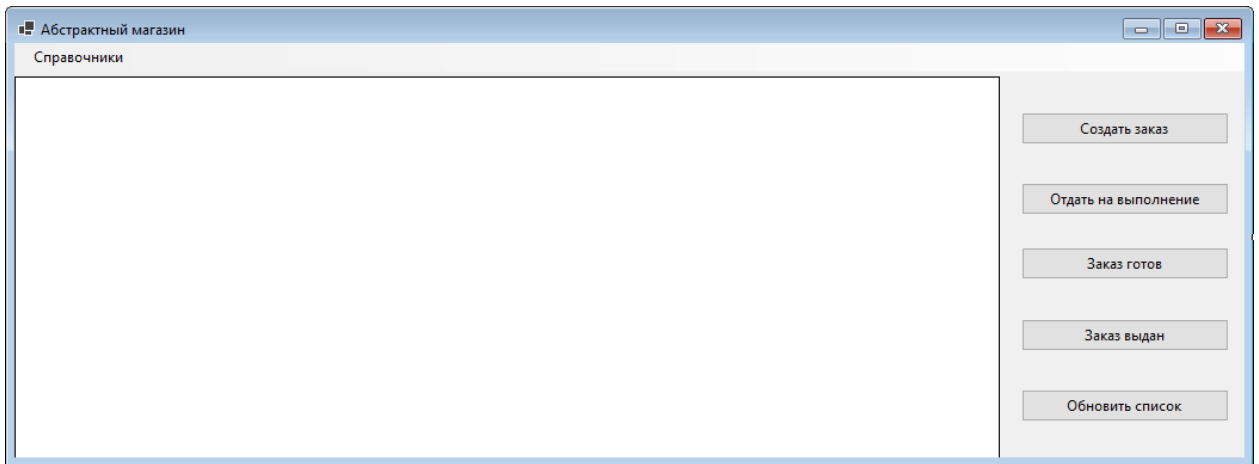 Абстрактный магазин
Справочники
Создать заказ
Отдать на выполнение
Заказ готов
Заказ выдан
Обновить список